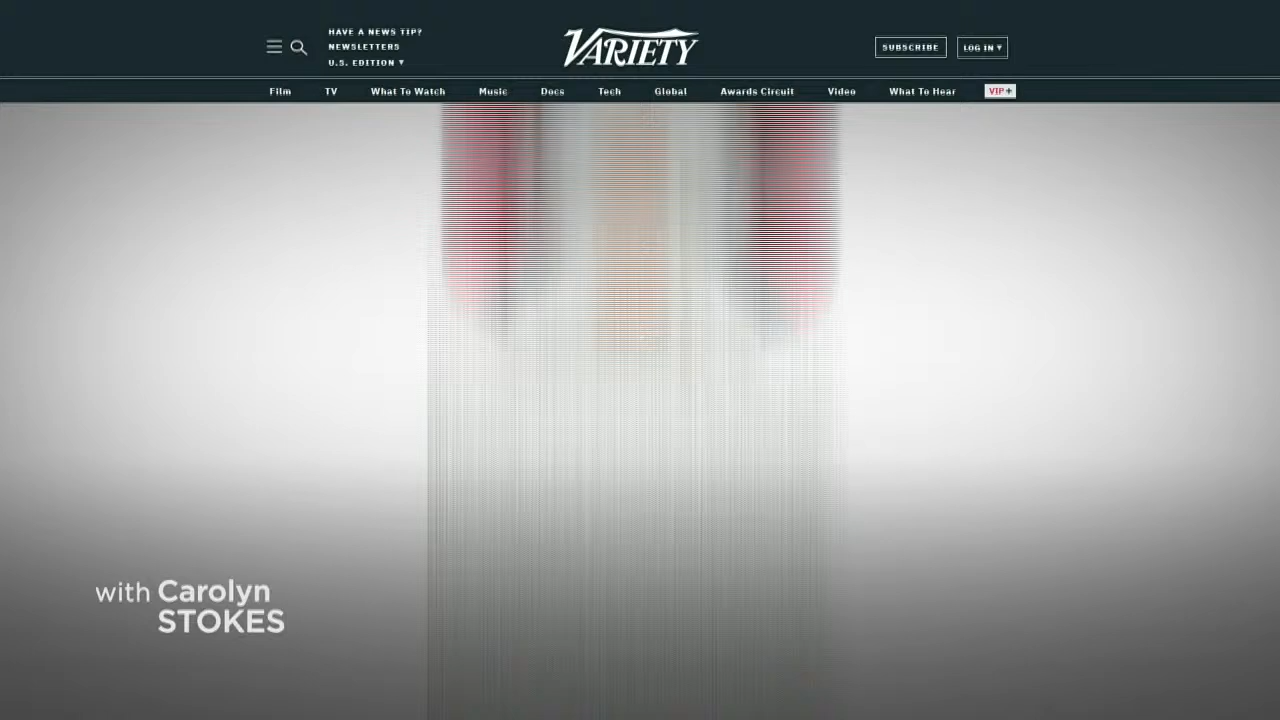 HAVE A NEWS TIP?
NEWSLETTERS
U.S. EDITION ▼
VARIETY
SUBSCRIBE
LOG IN ▼
Film TV What To Watch Music Docs Tech Global Awards Circuit Video What To Hear VIP+
with Carolyn
STOKES